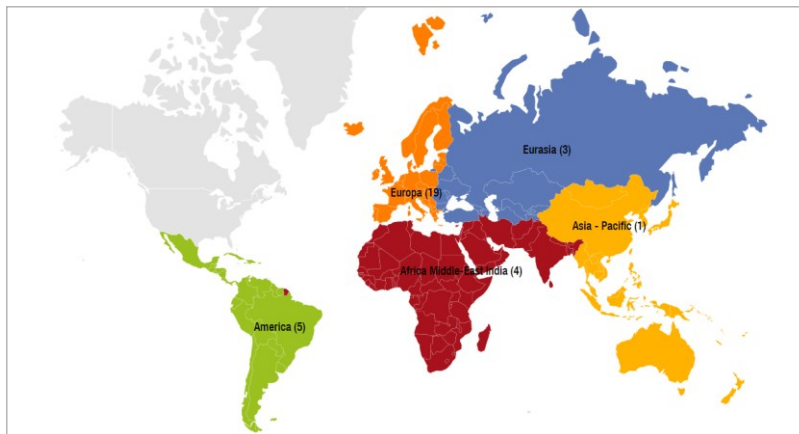 Eurasia (3)
Europa (19)
Asia - Pacific (1)
Africa Middle-East India (4)
America (5)